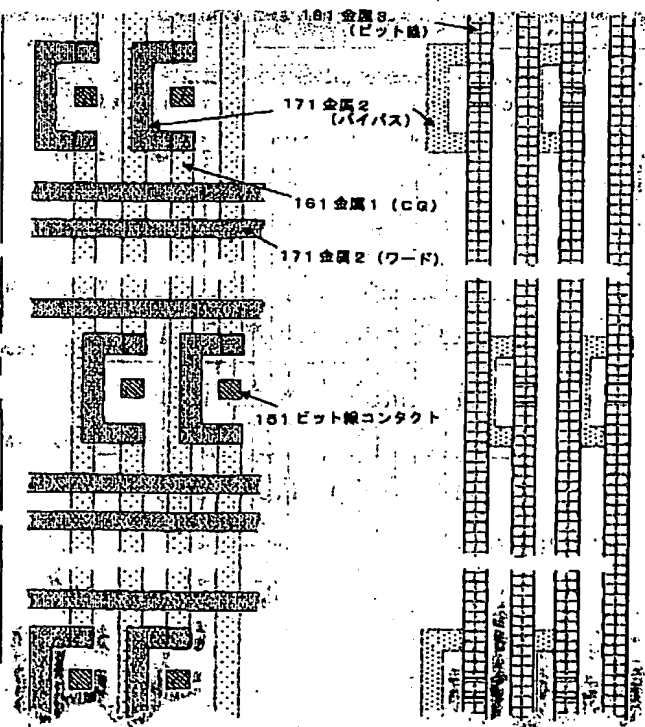 181 金属3
(ビット線)
171 金属2
(バイパス)
161 金属1 (CG)
171 金属2 (ワード)
151 ビット線コンタクト